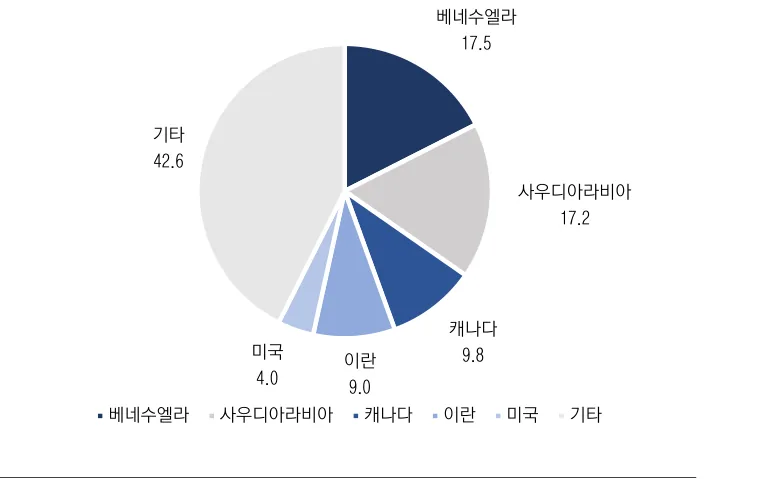 베네수엘라
17.5
기타
42.6
사우디아라비아
17.2
캐나다
9.8
미국
4.0
이란
9.0
베네수엘라 사우디아라비아 캐나다 이란 미국 기타